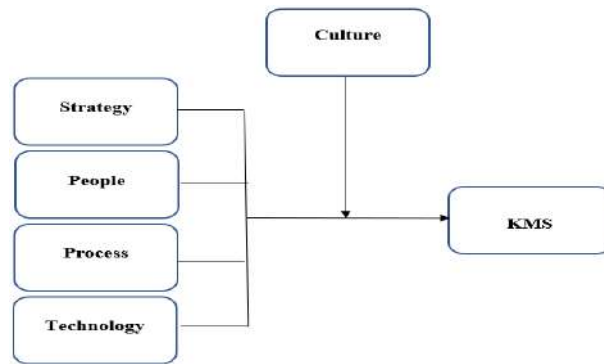 Culture
Strategy
People
Process
Technology
KMS